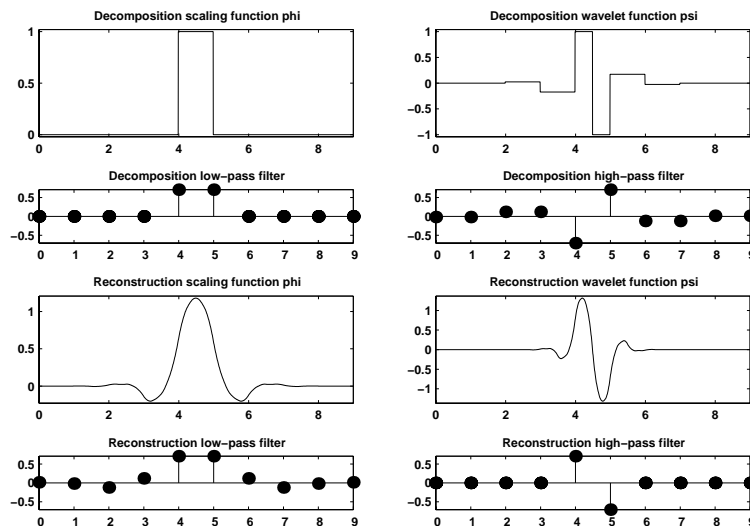 Decomposition scaling function phi
1
0.5
0
0 2 4 6 8
Decomposition wavelet function psi
1
0.5
0
−0.5
−1
0 2 4 6 8
Decomposition low−pass filter
0.5
0
−0.5
0 1 2 3 4 5 6 7 8 9
Decomposition high−pass filter
0.5
0
−0.5
0 1 2 3 4 5 6 7 8 9
Reconstruction scaling function phi
1
0.5
0
0 2 4 6 8
Reconstruction wavelet function psi
1
0.5
0
−0.5
−1
0 2 4 6 8
Reconstruction low−pass filter
0.5
0
−0.5
0 1 2 3 4 5 6 7 8 9
Reconstruction high−pass filter
0.5
0
−0.5
0 1 2 3 4 5 6 7 8 9